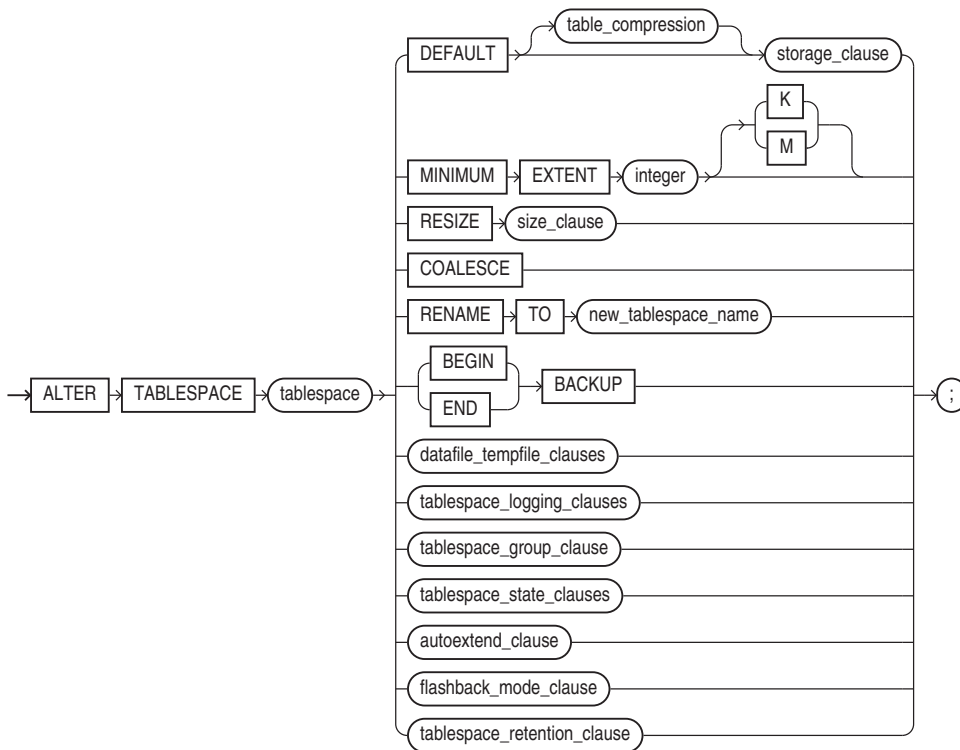 DEFAULT table_compression storage_clause
MINIMUM EXTENT integer K
M
RESIZE size_clause
COALESCE
RENAME TO new_tablespace_name
ALTER TABLESPACE tablespace BEGIN
END BACKUP ;
datafile_tempfile_clauses
tablespace_logging_clauses
tablespace_group_clause
tablespace_state_clauses
autoextend_clause
flashback_mode_clause
tablespace_retention_clause